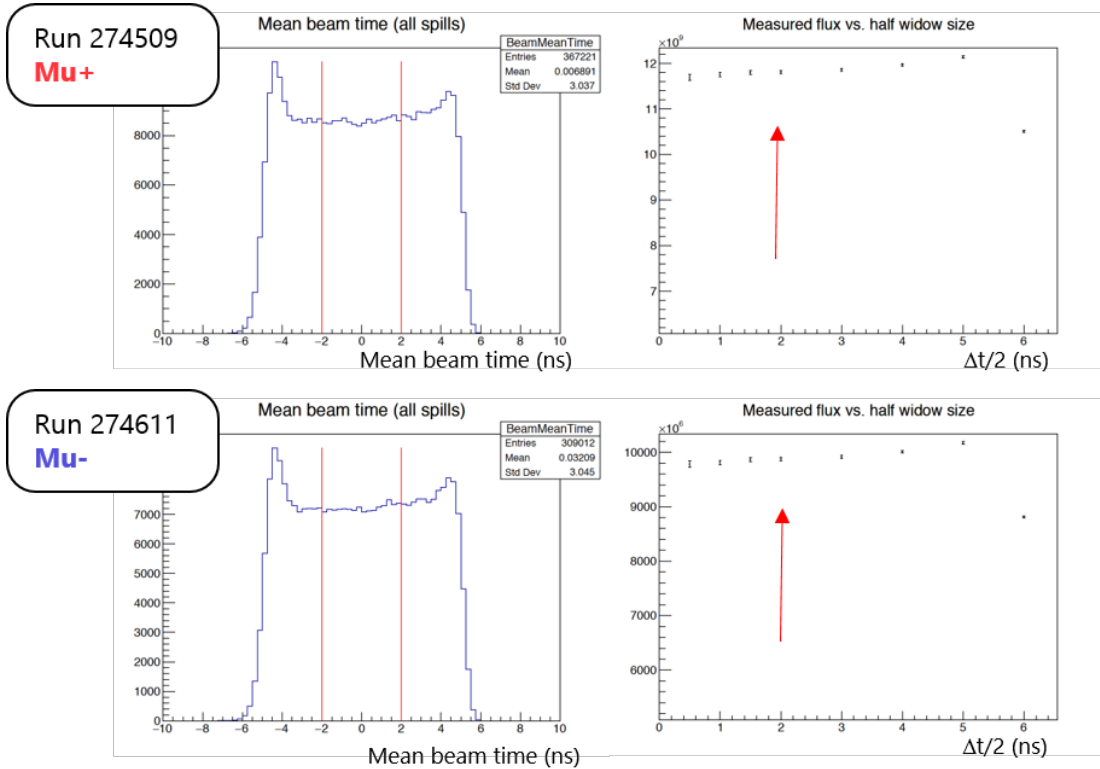 Run 274509
Mu+
Mean beam time (all spills)
BeamMeanTime
Entries 367221
Mean 0.006891
Std Dev 3.037
8000
6000
4000
2000
0
−10 −8 −6 −4 −2 0 2 4 6 8 10
Mean beam time (ns)
Measured flux vs. half widow size
×10⁹
12
11
10
9
8
7
0 1 2 3 4 5 6
Δt/2 (ns)
Run 274611
Mu-
Mean beam time (all spills)
BeamMeanTime
Entries 309012
Mean 0.03209
Std Dev 3.045
7000
6000
5000
4000
3000
2000
1000
0
−10 −8 −6 −4 −2 0 2 4 6 8 10
Mean beam time (ns)
Measured flux vs. half widow size
×10⁶
10000
9000
8000
7000
6000
0 1 2 3 4 5 6
Δt/2 (ns)